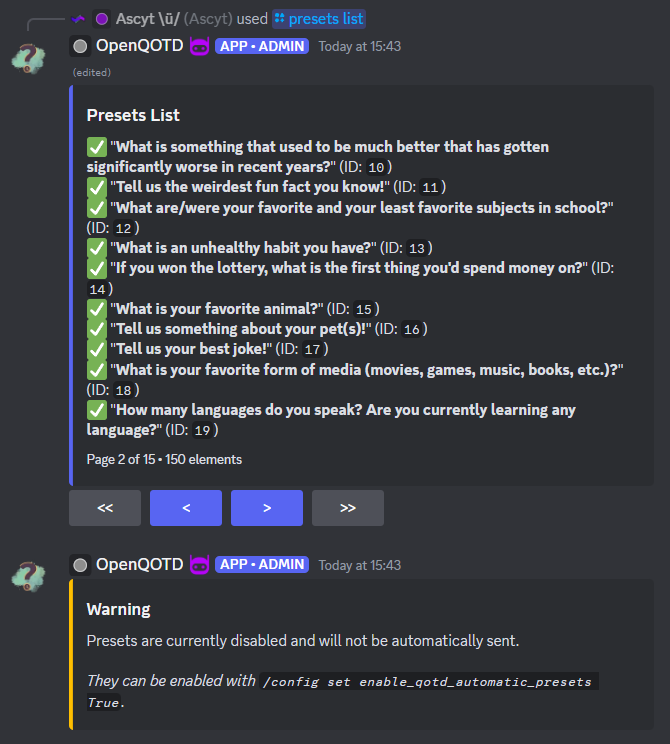 Ascyt \ū/ (Ascyt) used presets list
OpenQOTD APP • ADMIN Today at 15:43
(edited)
Presets List
✅ "What is something that used to be much better that has gotten
significantly worse in recent years?" (ID: 10)
✅ "Tell us the weirdest fun fact you know!" (ID: 11)
✅ "What are/were your favorite and your least favorite subjects in school?"
(ID: 12)
✅ "What is an unhealthy habit you have?" (ID: 13)
✅ "If you won the lottery, what is the first thing you'd spend money on?" (ID:
14)
✅ "What is your favorite animal?" (ID: 15)
✅ "Tell us something about your pet(s)!" (ID: 16)
✅ "Tell us your best joke!" (ID: 17)
✅ "What is your favorite form of media (movies, games, music, books, etc.)?"
(ID: 18)
✅ "How many languages do you speak? Are you currently learning any
language?" (ID: 19)
Page 2 of 15 • 150 elements
<< < > >>
OpenQOTD APP • ADMIN Today at 15:43
Warning
Presets are currently disabled and will not be automatically sent.
They can be enabled with /config set enable_qotd_automatic_presets
True.